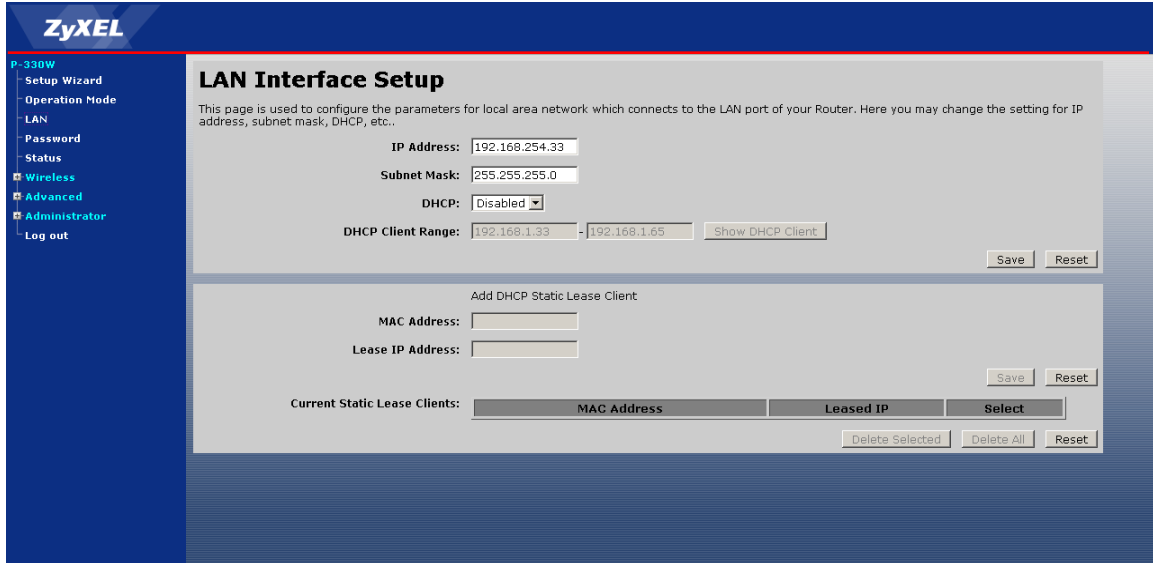 ZyXEL
P-330W
Setup Wizard
Operation Mode
LAN
Password
Status
Wireless
Advanced
Administrator
Log out
LAN Interface Setup
This page is used to configure the parameters for local area network which connects to the LAN port of your Router. Here you may change the setting for IP
address, subnet mask, DHCP, etc..
IP Address: 192.168.254.33
Subnet Mask: 255.255.255.0
DHCP: Disabled
DHCP Client Range: 192.168.1.33 - 192.168.1.65 Show DHCP Client
Save Reset
Add DHCP Static Lease Client
MAC Address:
Lease IP Address:
Save Reset
Current Static Lease Clients: MAC Address Leased IP Select
Delete Selected Delete All Reset